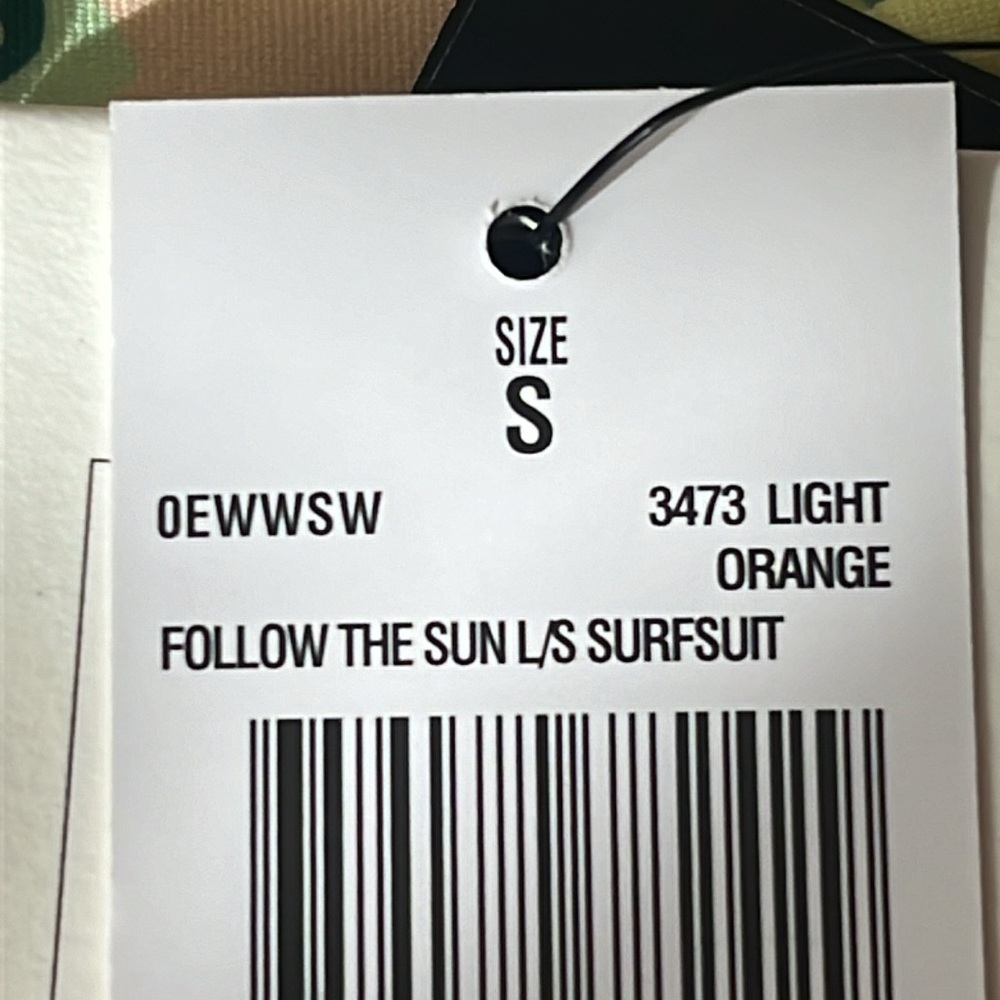 SIZE
S
0EWWSW
3473 LIGHT
ORANGE
FOLLOW THE SUN L/S SURFSUIT